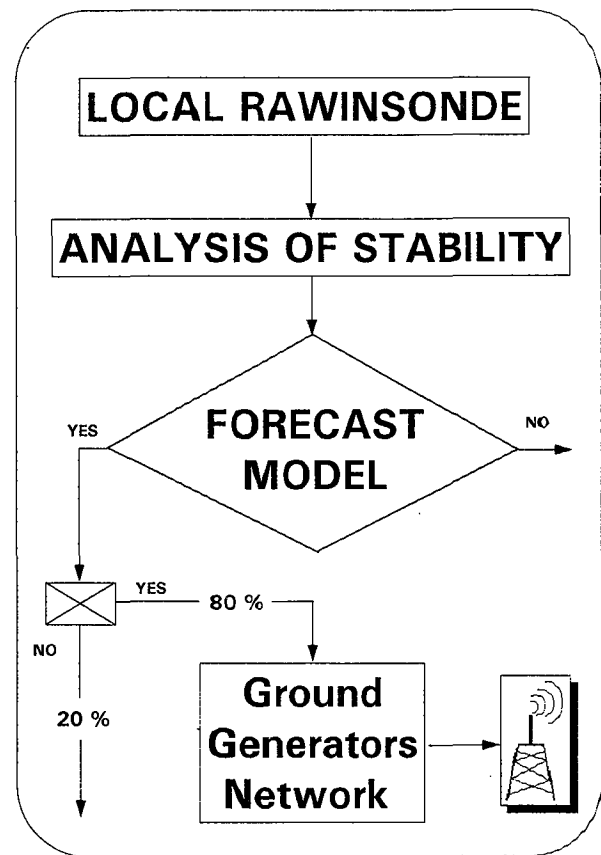 LOCAL RAWINSONDE
ANALYSIS OF STABILITY
FORECAST
MODEL
YES
NO
YES
80 %
NO
20 %
Ground
Generators
Network